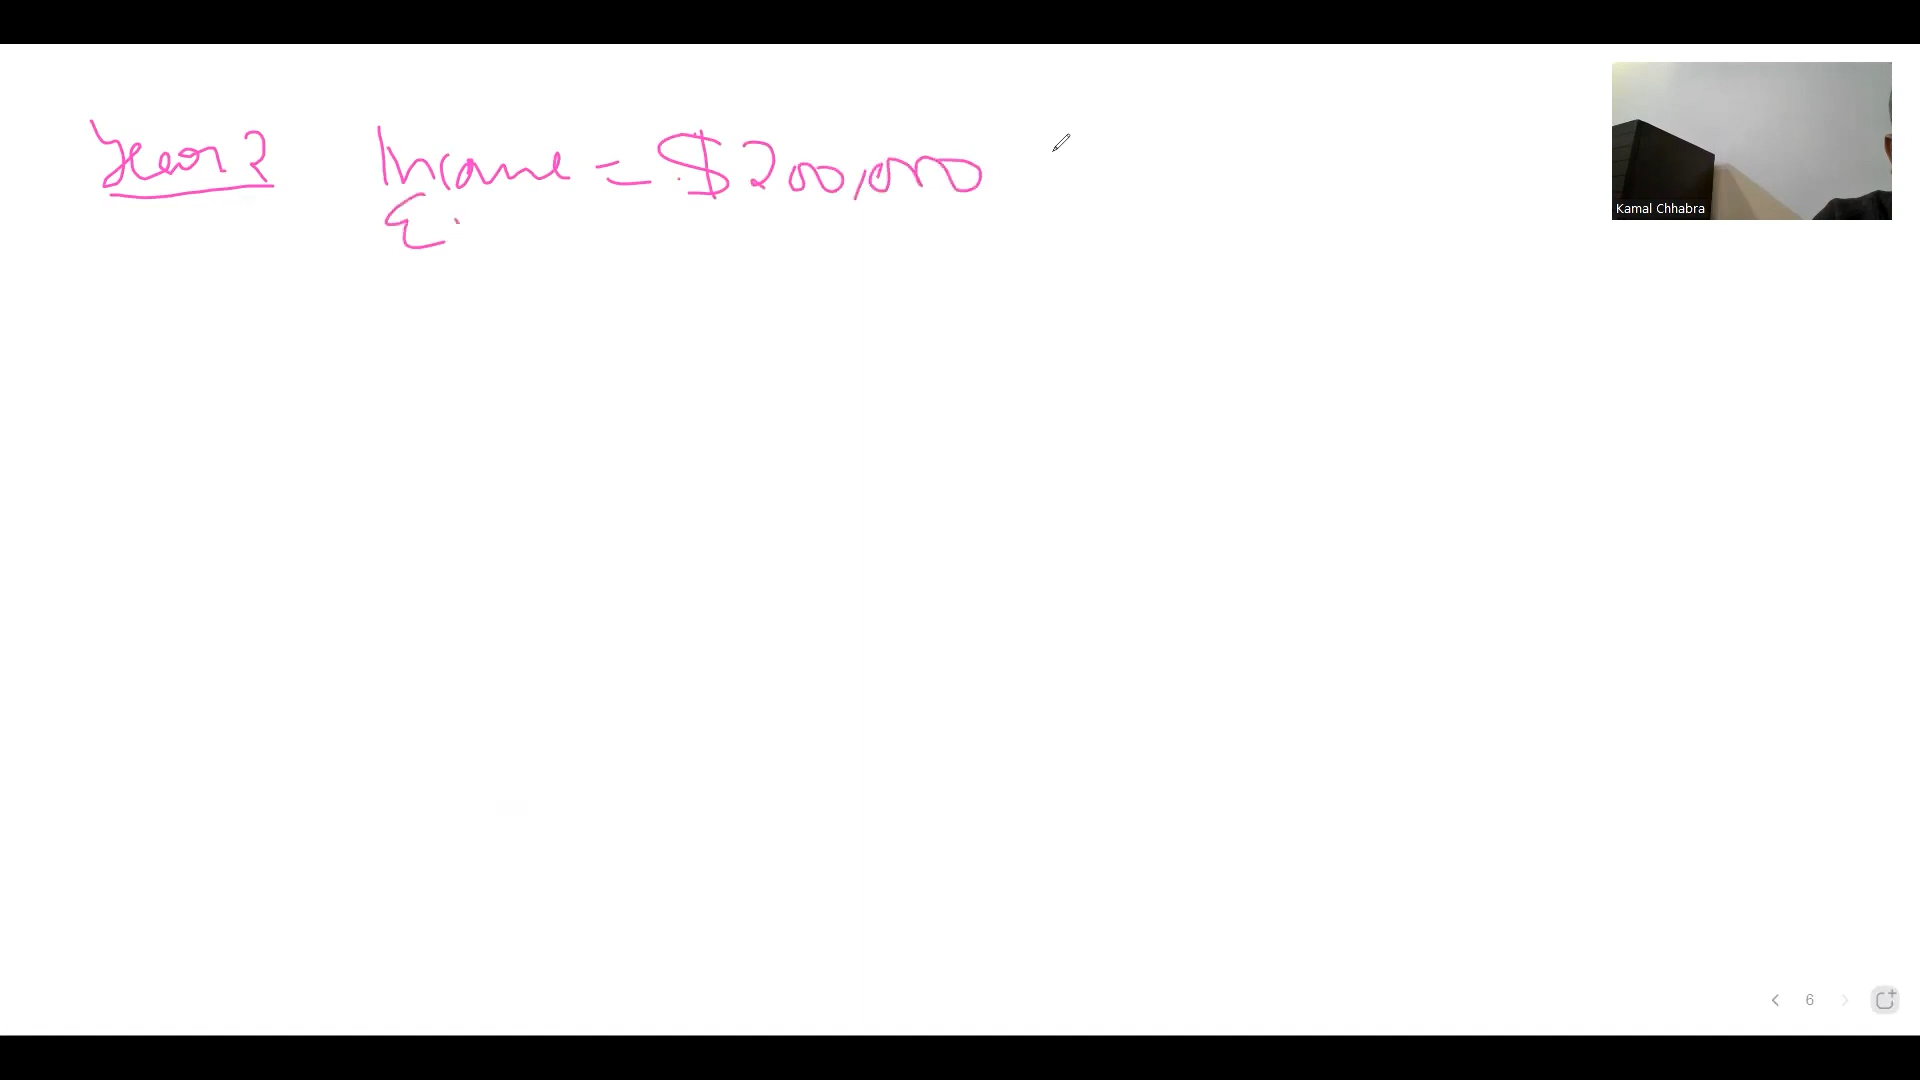 Year 2 Income = $200,000
E.
Kamal Chhabra
6